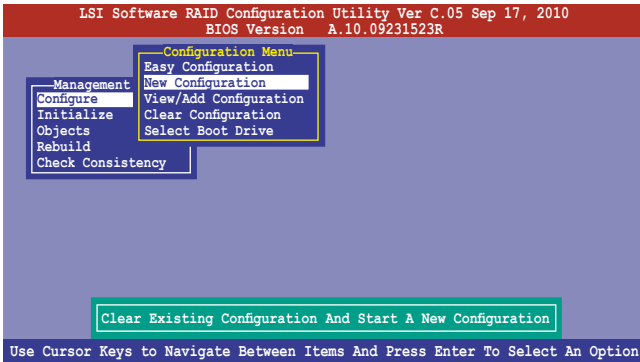 LSI Software RAID Configuration Utility Ver C.05 Sep 17, 2010
BIOS Version A.10.09231523R
Configuration Menu
Easy Configuration
New Configuration
View/Add Configuration
Clear Configuration
Select Boot Drive
Management
Configure
Initialize
Objects
Rebuild
Check Consistency
Clear Existing Configuration And Start A New Configuration
Use Cursor Keys to Navigate Between Items And Press Enter To Select An Option